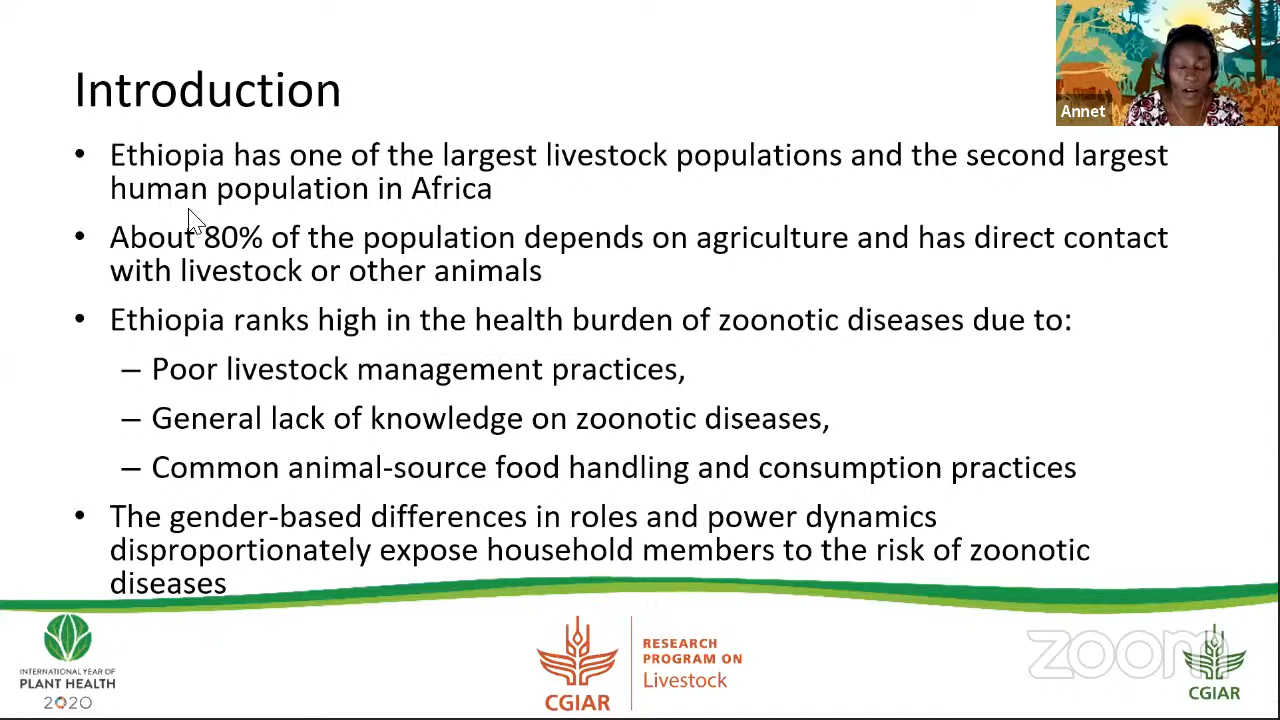 Introduction
Annet
• Ethiopia has one of the largest livestock populations and the second largest
human population in Africa
• About 80% of the population depends on agriculture and has direct contact
with livestock or other animals
• Ethiopia ranks high in the health burden of zoonotic diseases due to:
– Poor livestock management practices,
– General lack of knowledge on zoonotic diseases,
– Common animal-source food handling and consumption practices
• The gender-based differences in roles and power dynamics
disproportionately expose household members to the risk of zoonotic
diseases
INTERNATIONAL YEAR OF
PLANT HEALTH
2020
CGIAR
RESEARCH
PROGRAM ON
Livestock
zoom
CGIAR